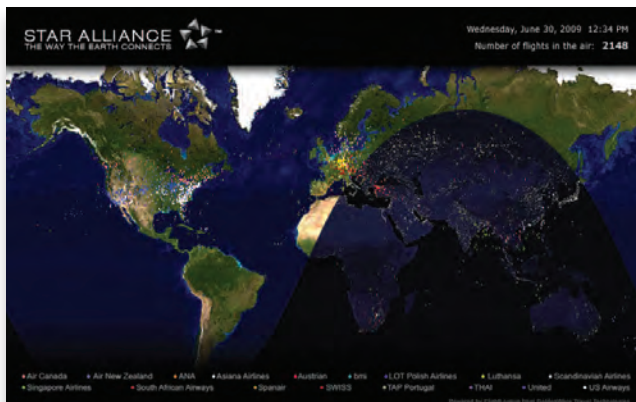 STAR ALLIANCE ™
THE WAY THE EARTH CONNECTS
Wednesday, June 30, 2009 12:34 PM
Number of flights in the air: 2148
Air Canada Air New Zealand ANA Asiana Airlines Austrian bmi LOT Polish Airlines Lufthansa Scandinavian Airlines
Singapore Airlines South African Airways Spanair SWISS TAP Portugal THAI United US Airways